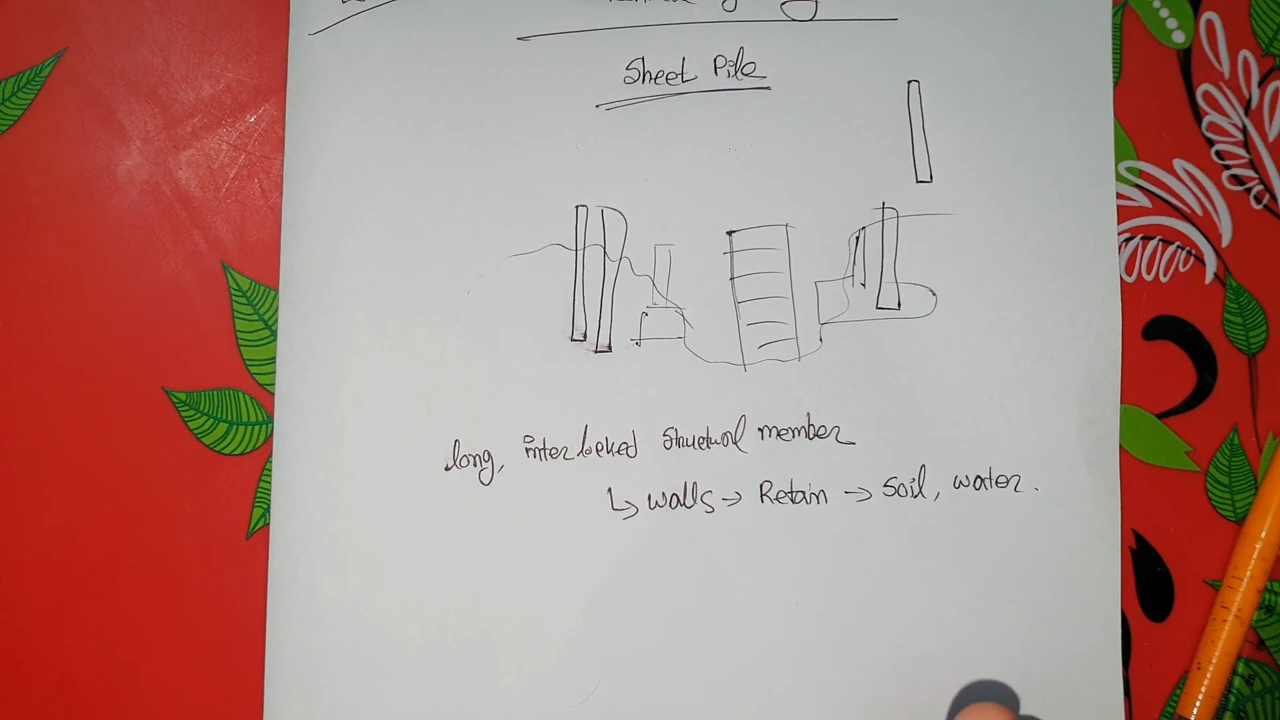 Sheet Pile
long, interlocked structural member
↳ walls → Retain → soil, water.